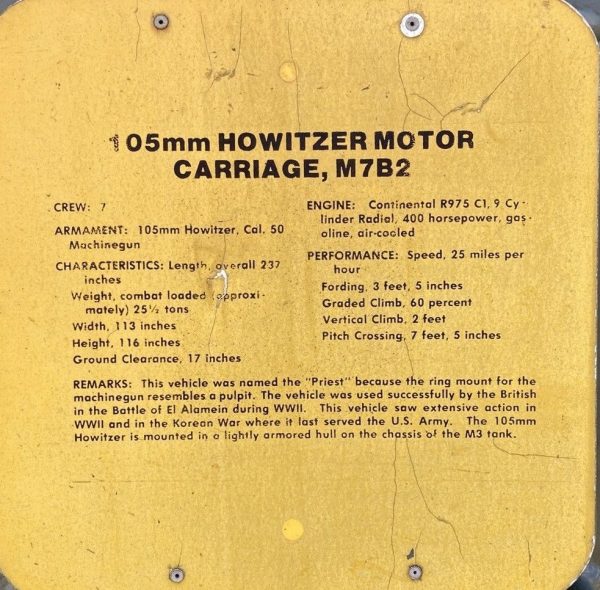 105mm HOWITZER MOTOR
CARRIAGE, M7B2
CREW: 7
ARMAMENT: 105mm Howitzer, Cal. 50
Machinegun
CHARACTERISTICS: Length, overall 237
inches
Weight, combat loaded (approxi-
mately) 25½ tons
Width, 113 inches
Height, 116 inches
Ground Clearance, 17 inches
ENGINE: Continental R975 C1, 9 Cy-
linder Radial, 400 horsepower, gas-
oline, air-cooled
PERFORMANCE: Speed, 25 miles per
hour
Fording, 3 feet, 5 inches
Graded Climb, 60 percent
Vertical Climb, 2 feet
Pitch Crossing, 7 feet, 5 inches
REMARKS: This vehicle was named the "Priest" because the ring mount for the
machinegun resembles a pulpit. The vehicle was used successfully by the British
in the Battle of El Alamein during WWII. This vehicle saw extensive action in
WWII and in the Korean War where it last served the U.S. Army. The 105mm
Howitzer is mounted in a lightly armored hull on the chassis of the M3 tank.